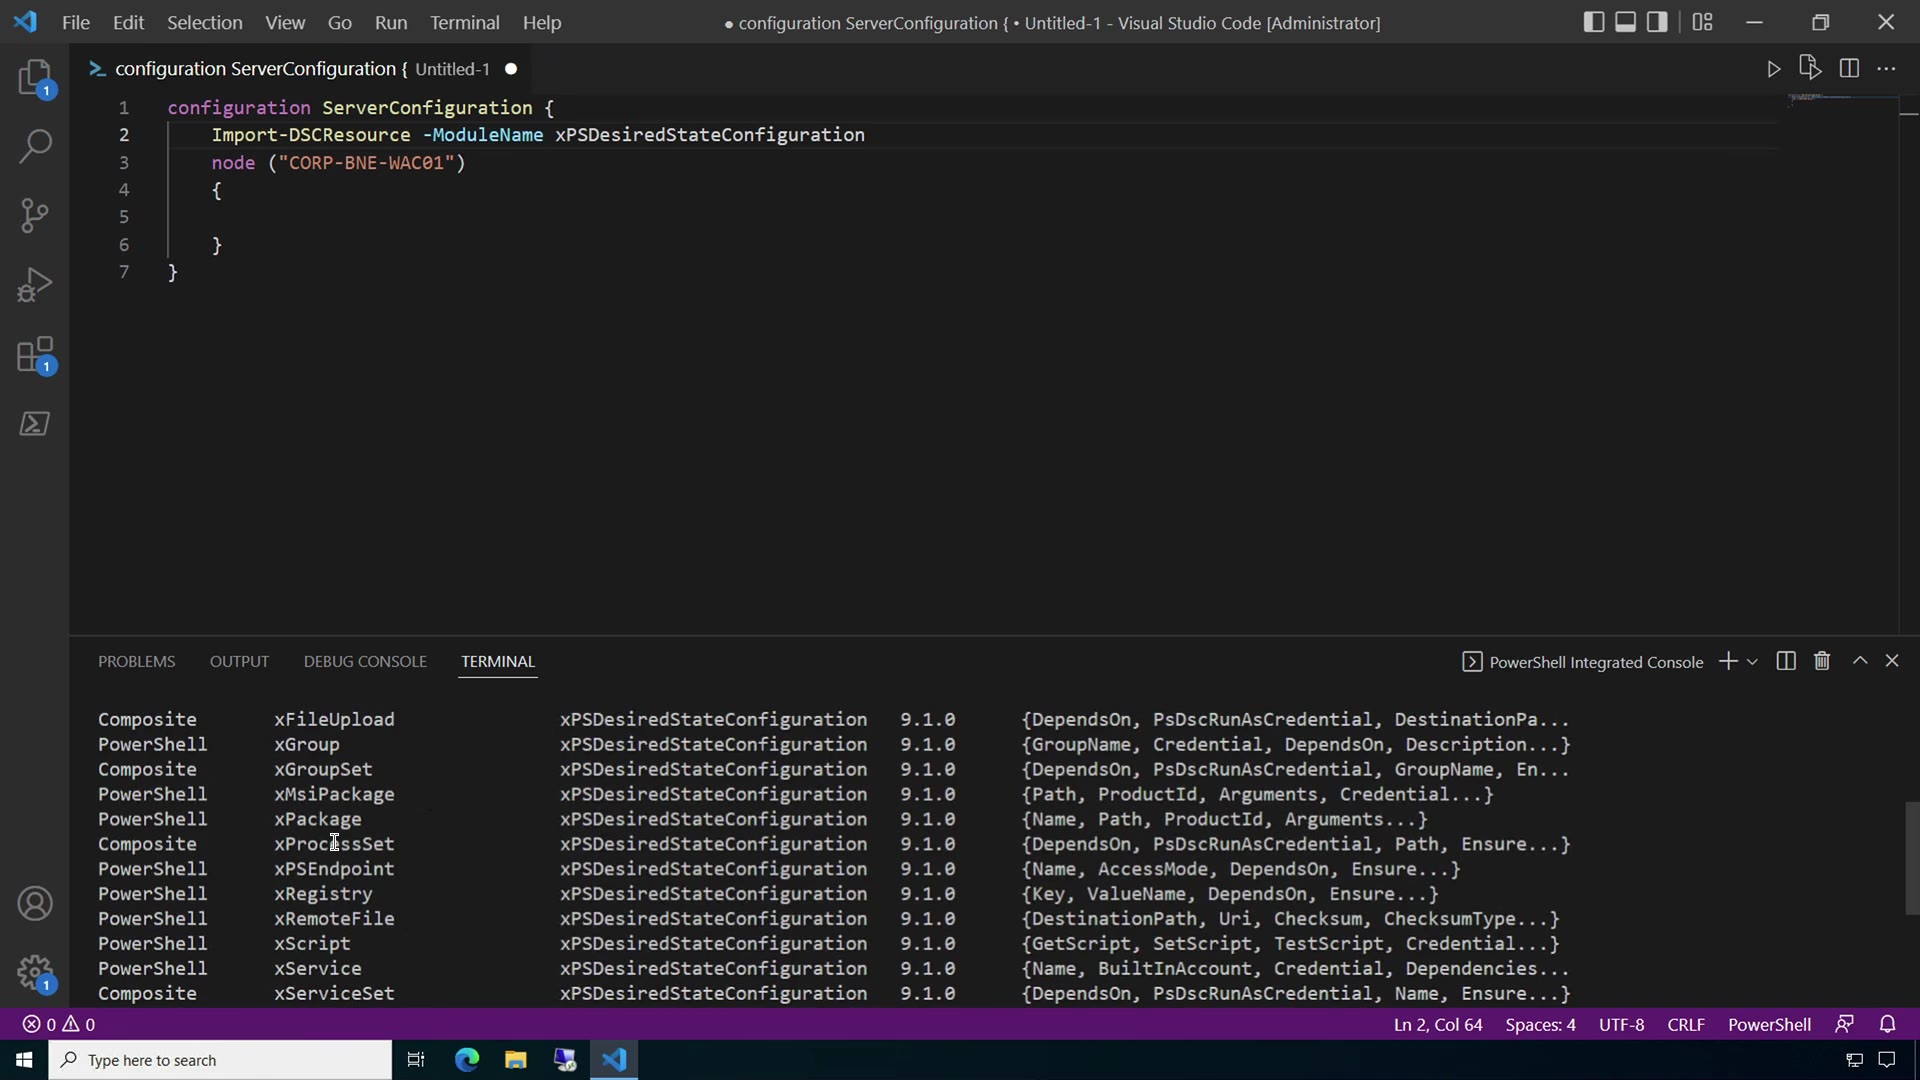 File Edit Selection View Go Run Terminal Help ● configuration ServerConfiguration { • Untitled-1 - Visual Studio Code [Administrator]
configuration ServerConfiguration { Untitled-1
1 configuration ServerConfiguration {
2 Import-DSCResource -ModuleName xPSDesiredStateConfiguration
3 node ("CORP-BNE-WAC01")
4 {
5
6 }
7 }
1
1
1
PROBLEMS OUTPUT DEBUG CONSOLE TERMINAL PowerShell Integrated Console
Composite xFileUpload xPSDesiredStateConfiguration 9.1.0 {DependsOn, PsDscRunAsCredential, DestinationPa...
PowerShell xGroup xPSDesiredStateConfiguration 9.1.0 {GroupName, Credential, DependsOn, Description...}
Composite xGroupSet xPSDesiredStateConfiguration 9.1.0 {DependsOn, PsDscRunAsCredential, GroupName, En...
PowerShell xMsiPackage xPSDesiredStateConfiguration 9.1.0 {Path, ProductId, Arguments, Credential...}
PowerShell xPackage xPSDesiredStateConfiguration 9.1.0 {Name, Path, ProductId, Arguments...}
Composite xProcessSet xPSDesiredStateConfiguration 9.1.0 {DependsOn, PsDscRunAsCredential, Path, Ensure...}
PowerShell xPSEndpoint xPSDesiredStateConfiguration 9.1.0 {Name, AccessMode, DependsOn, Ensure...}
PowerShell xRegistry xPSDesiredStateConfiguration 9.1.0 {Key, ValueName, DependsOn, Ensure...}
PowerShell xRemoteFile xPSDesiredStateConfiguration 9.1.0 {DestinationPath, Uri, Checksum, ChecksumType...}
PowerShell xScript xPSDesiredStateConfiguration 9.1.0 {GetScript, SetScript, TestScript, Credential...}
PowerShell xService xPSDesiredStateConfiguration 9.1.0 {Name, BuiltInAccount, Credential, Dependencies...
Composite xServiceSet xPSDesiredStateConfiguration 9.1.0 {DependsOn, PsDscRunAsCredential, Name, Ensure...}
0 0 Ln 2, Col 64 Spaces: 4 UTF-8 CRLF PowerShell
Type here to search